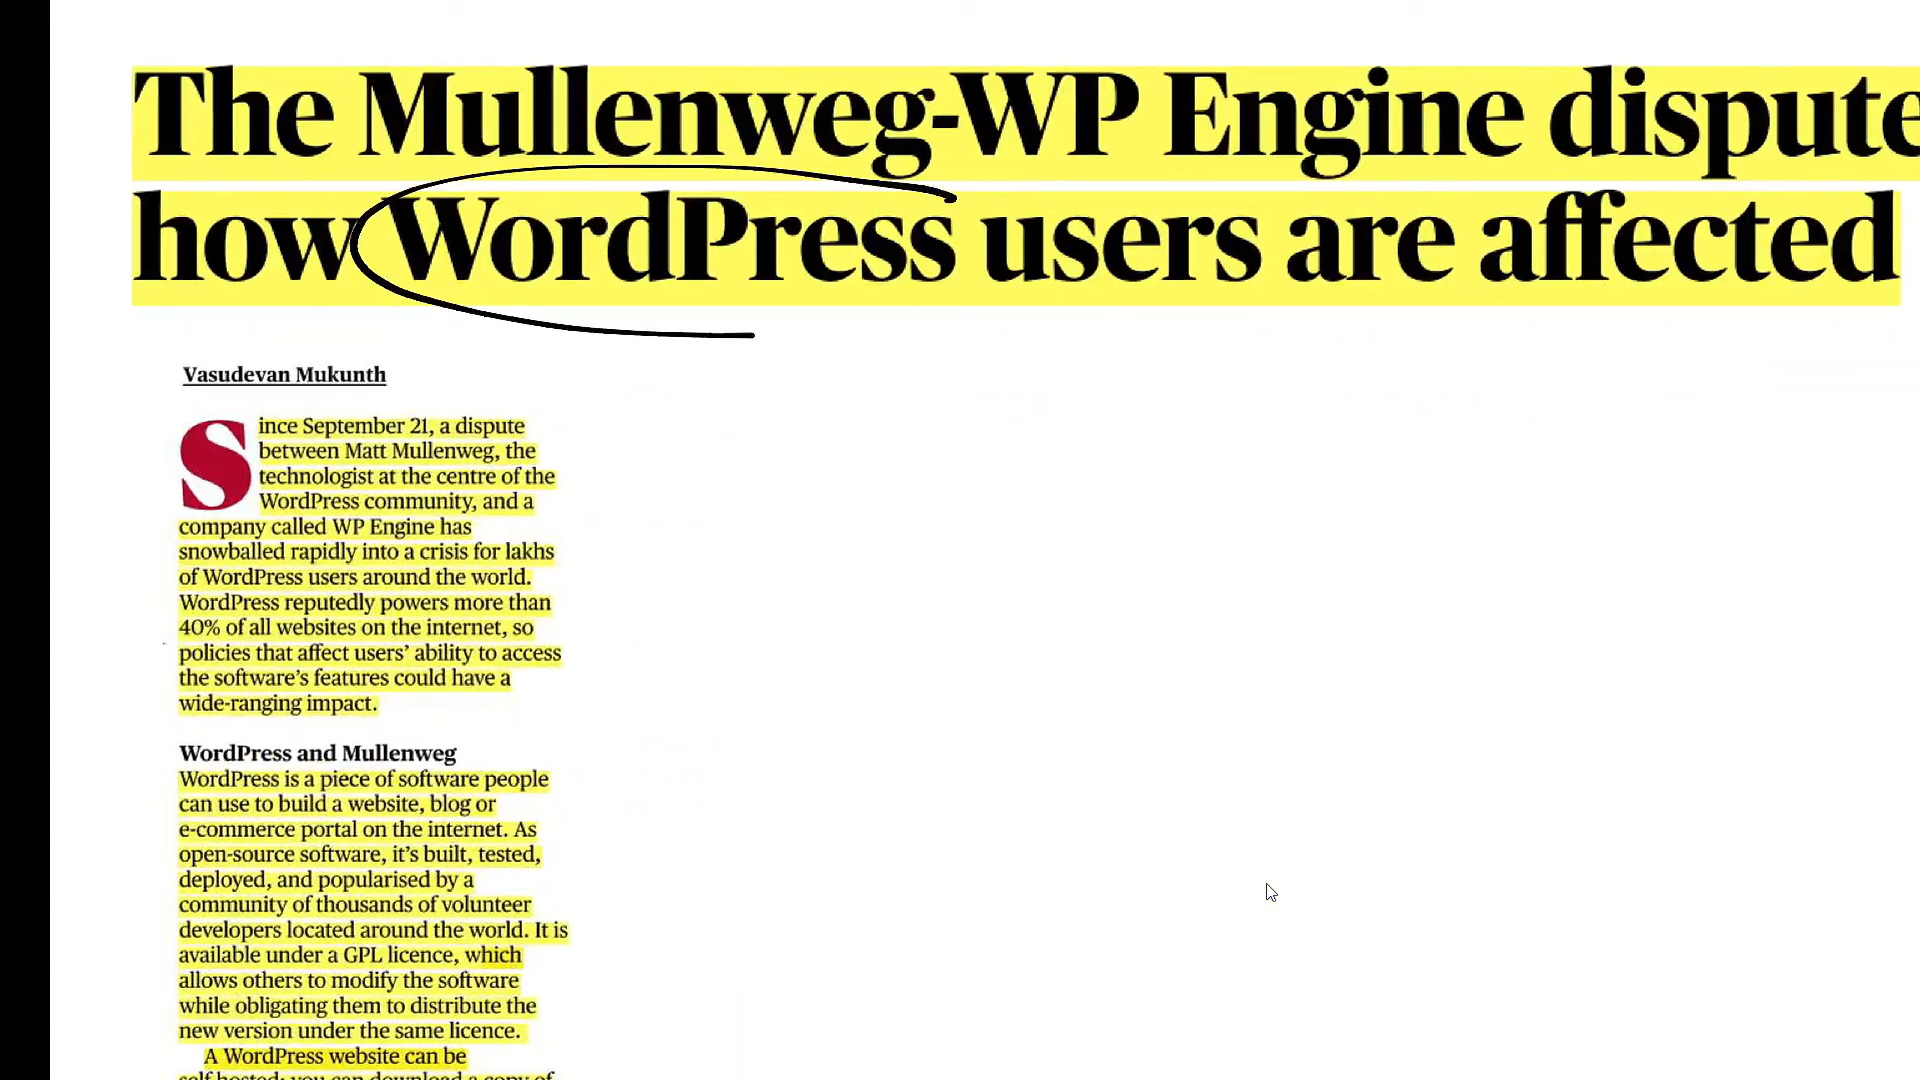 The Mullenweg-WP Engine dispute
how WordPress users are affected
Vasudevan Mukunth
Since September 21, a dispute
between Matt Mullenweg, the
technologist at the centre of the
WordPress community, and a
company called WP Engine has
snowballed rapidly into a crisis for lakhs
of WordPress users around the world.
WordPress reputedly powers more than
40% of all websites on the internet, so
policies that affect users’ ability to access
the software’s features could have a
wide-ranging impact.
WordPress and Mullenweg
WordPress is a piece of software people
can use to build a website, blog or
e-commerce portal on the internet. As
open-source software, it’s built, tested,
deployed, and popularised by a
community of thousands of volunteer
developers located around the world. It is
available under a GPL licence, which
allows others to modify the software
while obligating them to distribute the
new version under the same licence.
A WordPress website can be
self-hosted: you can download a copy of